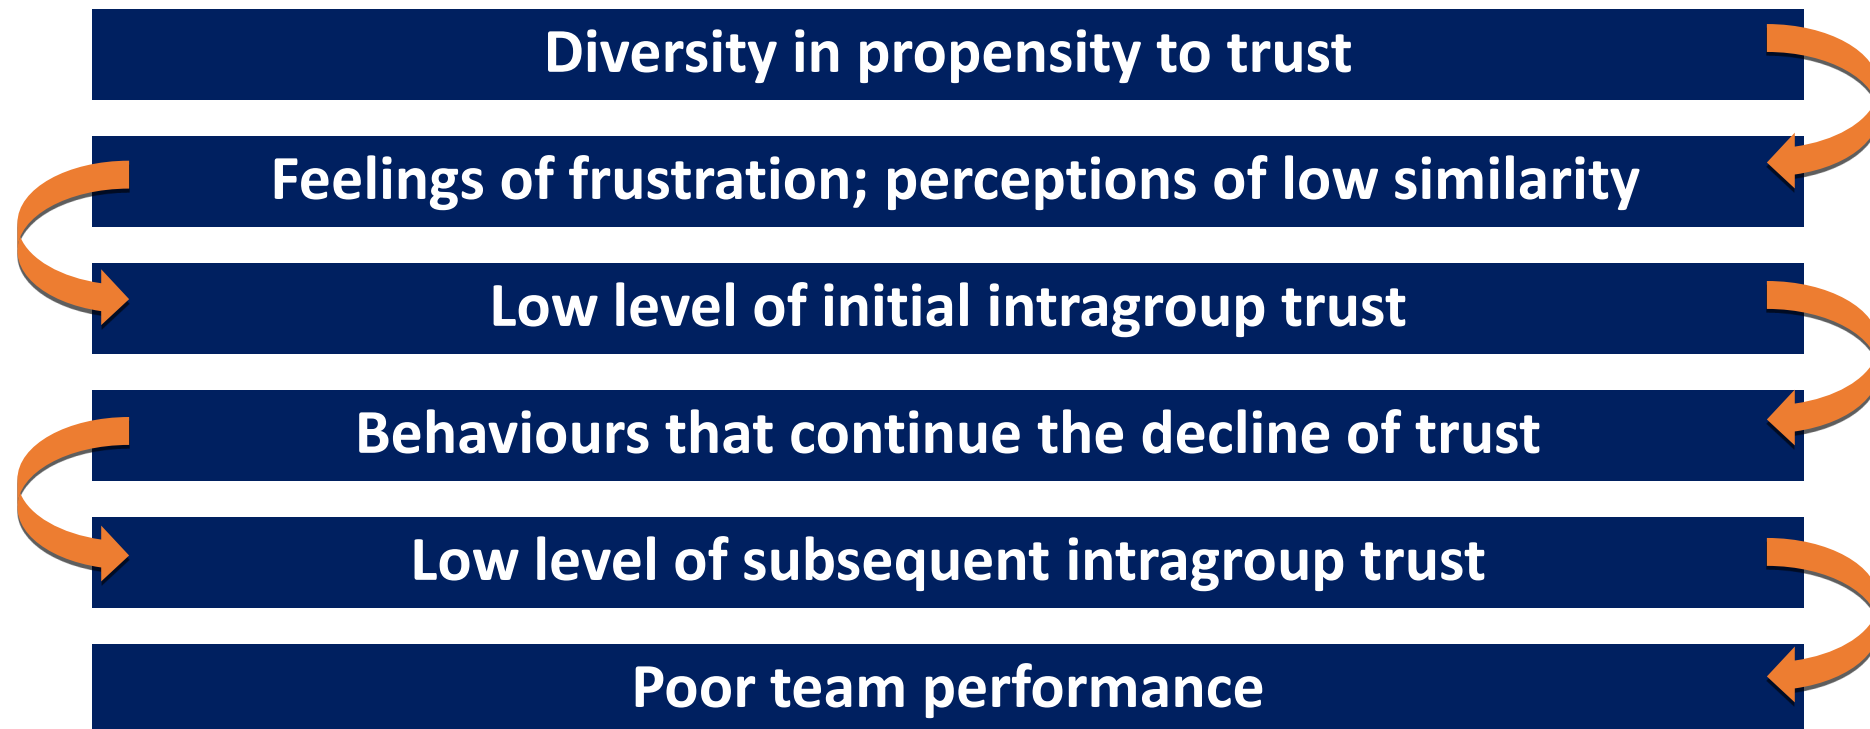 Diversity in propensity to trust
Feelings of frustration; perceptions of low similarity
Low level of initial intragroup trust
Behaviours that continue the decline of trust
Low level of subsequent intragroup trust
Poor team performance